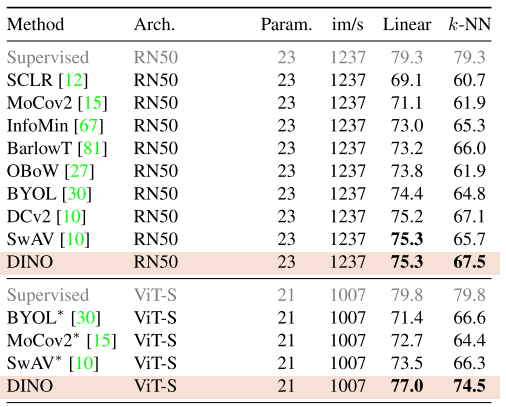 Method Arch. Param. im/s Linear k-NN
Supervised RN50 23 1237 79.3 79.3
SCLR [12] RN50 23 1237 69.1 60.7
MoCov2 [15] RN50 23 1237 71.1 61.9
InfoMin [67] RN50 23 1237 73.0 65.3
BarlowT [81] RN50 23 1237 73.2 66.0
OBoW [27] RN50 23 1237 73.8 61.9
BYOL [30] RN50 23 1237 74.4 64.8
DCv2 [10] RN50 23 1237 75.2 67.1
SwAV [10] RN50 23 1237 75.3 65.7
DINO RN50 23 1237 75.3 67.5
Supervised ViT-S 21 1007 79.8 79.8
BYOL* [30] ViT-S 21 1007 71.4 66.6
MoCov2* [15] ViT-S 21 1007 72.7 64.4
SwAV* [10] ViT-S 21 1007 73.5 66.3
DINO ViT-S 21 1007 77.0 74.5